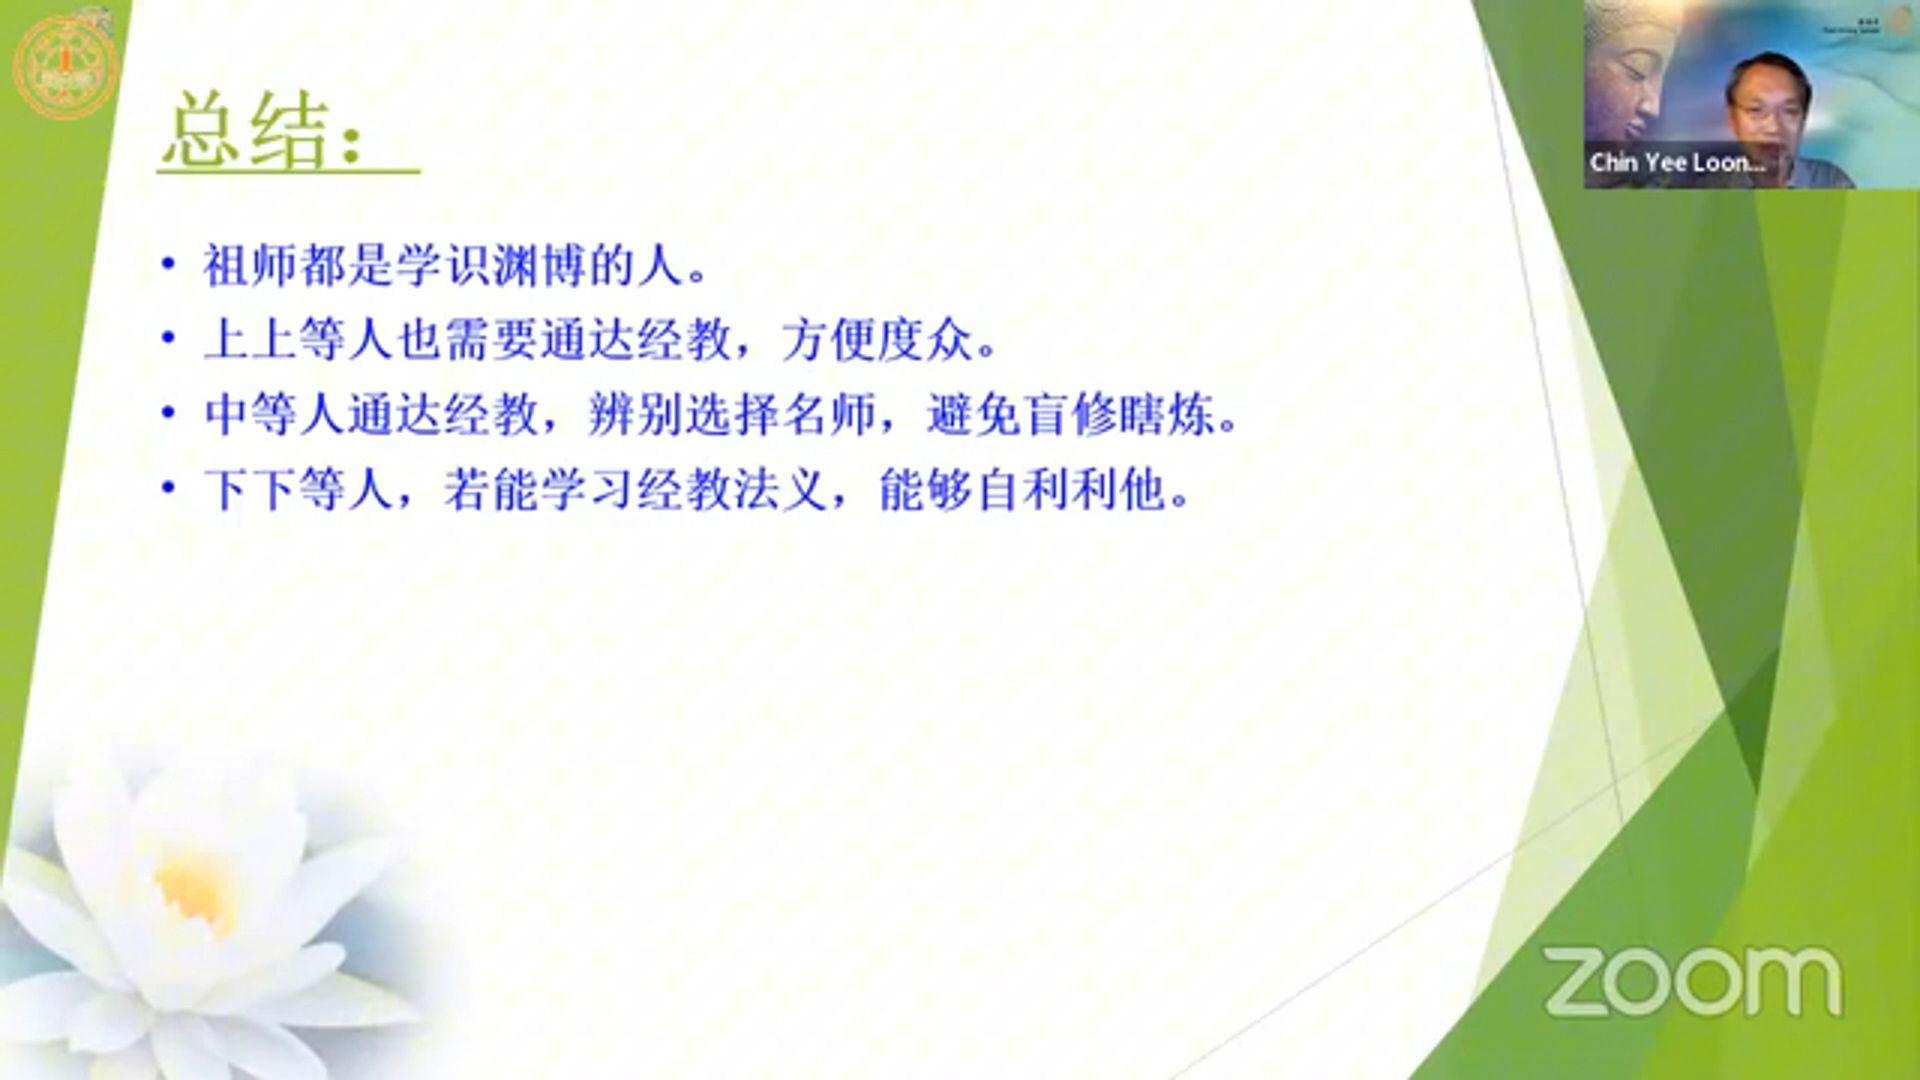 总结：
• 祖师都是学识渊博的人。
• 上上等人也需要通达经教，方便度众。
• 中等人通达经教，辨别选择名师，避免盲修瞎炼。
• 下下等人，若能学习经教法义，能够自利利他。
Chin Yee Loon...
zoom